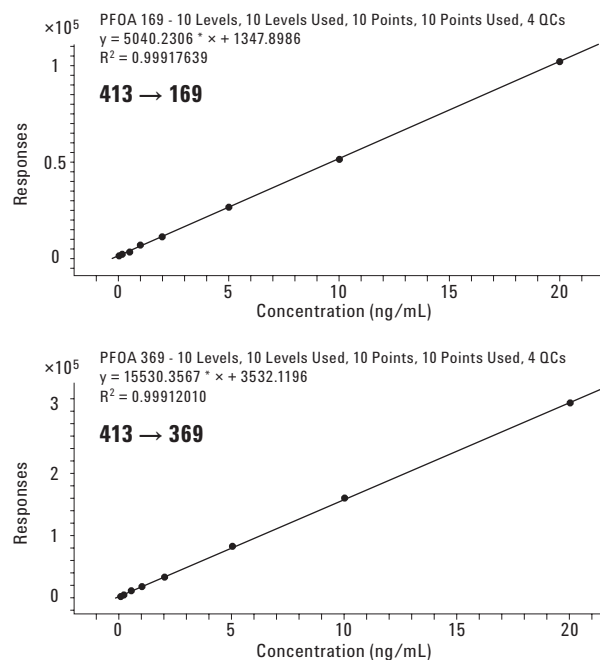 PFOA 169 - 10 Levels, 10 Levels Used, 10 Points, 10 Points Used, 4 QCs
×10⁵
y = 5040.2306 * × + 1347.8986
R² = 0.99917639
413 → 169
1
0.5
0
Responses
0 5 10 15 20
Concentration (ng/mL)
PFOA 369 - 10 Levels, 10 Levels Used, 10 Points, 10 Points Used, 4 QCs
×10⁵
y = 15530.3567 * × + 3532.1196
R² = 0.99912010
413 → 369
3
2
1
0
Responses
0 5 10 15 20
Concentration (ng/mL)